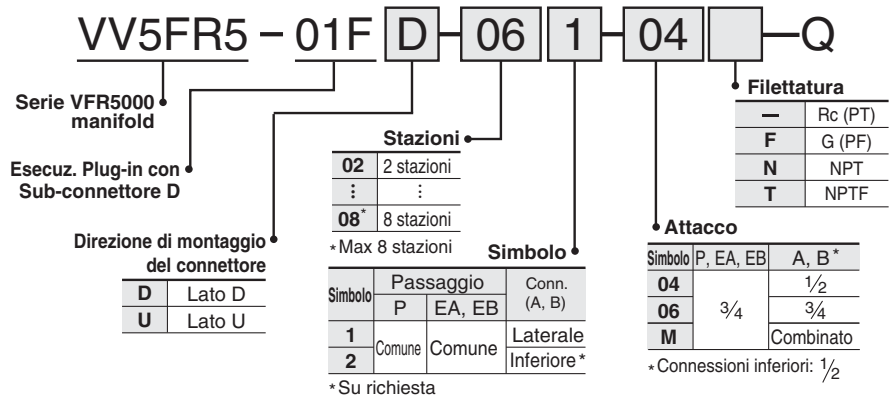 VV5FR5 – 01F D – 06 1 – 04 – Q
Serie VFR5000
manifold
Esecuz. Plug-in con
Sub-connettore D
Direzione di montaggio
del connettore
D Lato D
U Lato U
Stazioni
02 2 stazioni
⋮ ⋮
08* 8 stazioni
*Max 8 stazioni
Simbolo
Simbolo Passaggio Conn. (A, B)
P EA, EB
1 Comune Comune Laterale
2 Inferiore*
*Su richiesta
Filettatura
– Rc (PT)
F G (PF)
N NPT
T NPTF
Attacco
Simbolo P, EA, EB A, B*
04 3/4 1/2
06 3/4
M Combinato
*Connessioni inferiori: 1/2